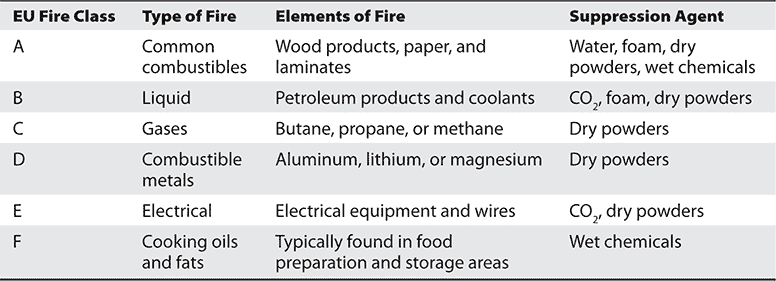 EU Fire Class Type of Fire Elements of Fire Suppression Agent
A Common combustibles Wood products, paper, and laminates Water, foam, dry powders, wet chemicals
B Liquid Petroleum products and coolants CO2, foam, dry powders
C Gases Butane, propane, or methane Dry powders
D Combustible metals Aluminum, lithium, or magnesium Dry powders
E Electrical Electrical equipment and wires CO2, dry powders
F Cooking oils and fats Typically found in food preparation and storage areas Wet chemicals